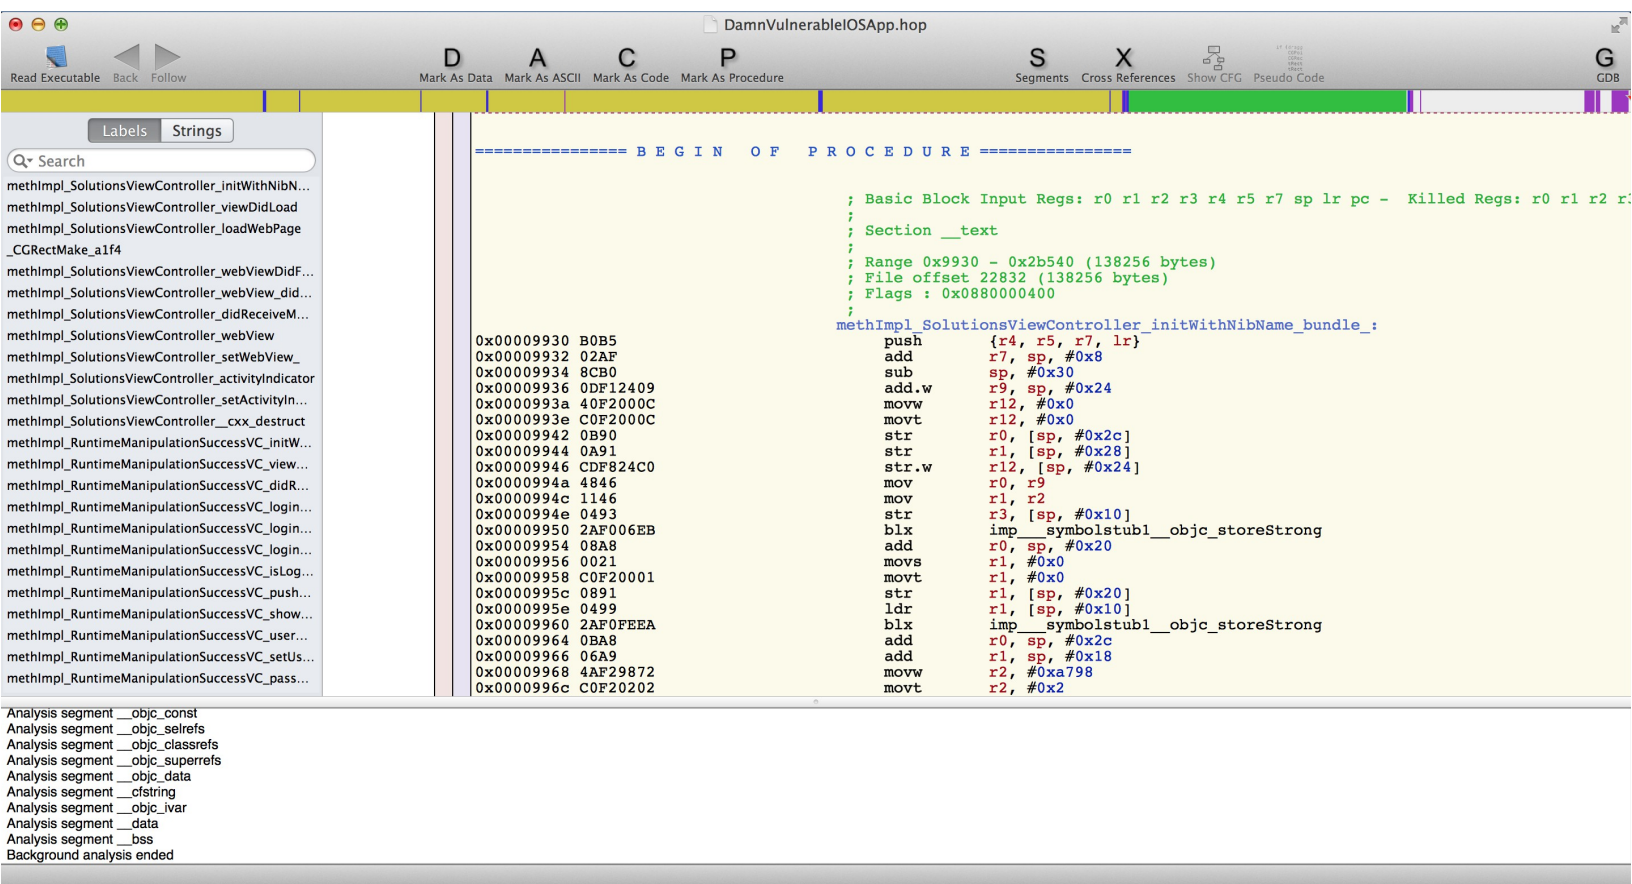 DamnVulnerableIOSApp.hop
D A C P S X G
Read Executable Back Follow Mark As Data Mark As ASCII Mark As Code Mark As Procedure Segments Cross References Show CFG Pseudo Code GDB
Labels Strings
Search
methImpl_SolutionsViewController_initWithNibN...
methImpl_SolutionsViewController_viewDidLoad
methImpl_SolutionsViewController_loadWebPage
_CGRectMake_a1f4
methImpl_SolutionsViewController_webViewDidF...
methImpl_SolutionsViewController_webView_did...
methImpl_SolutionsViewController_didReceiveM...
methImpl_SolutionsViewController_webView
methImpl_SolutionsViewController_setWebView_
methImpl_SolutionsViewController_activityIndicator
methImpl_SolutionsViewController_setActivityIn...
methImpl_SolutionsViewController__cxx_destruct
methImpl_RuntimeManipulationSuccessVC_initW...
methImpl_RuntimeManipulationSuccessVC_view...
methImpl_RuntimeManipulationSuccessVC_didR...
methImpl_RuntimeManipulationSuccessVC_login...
methImpl_RuntimeManipulationSuccessVC_login...
methImpl_RuntimeManipulationSuccessVC_login...
methImpl_RuntimeManipulationSuccessVC_isLog...
methImpl_RuntimeManipulationSuccessVC_push...
methImpl_RuntimeManipulationSuccessVC_show...
methImpl_RuntimeManipulationSuccessVC_user...
methImpl_RuntimeManipulationSuccessVC_setUs...
methImpl_RuntimeManipulationSuccessVC_pass...
================ B E G I N   O F   P R O C E D U R E ================
; Basic Block Input Regs: r0 r1 r2 r3 r4 r5 r7 sp lr pc -  Killed Regs: r0 r1 r2 r3
;
; Section __text
;
; Range 0x9930 - 0x2b540 (138256 bytes)
; File offset 22832 (138256 bytes)
; Flags : 0x0880000400
;
methImpl_SolutionsViewController_initWithNibName_bundle_:
0x00009930 B0B5 push {r4, r5, r7, lr}
0x00009932 02AF add r7, sp, #0x8
0x00009934 8CB0 sub sp, #0x30
0x00009936 0DF12409 add.w r9, sp, #0x24
0x0000993a 40F2000C movw r12, #0x0
0x0000993e C0F2000C movt r12, #0x0
0x00009942 0B90 str r0, [sp, #0x2c]
0x00009944 0A91 str r1, [sp, #0x28]
0x00009946 CDF824C0 str.w r12, [sp, #0x24]
0x0000994a 4846 mov r0, r9
0x0000994c 1146 mov r1, r2
0x0000994e 0493 str r3, [sp, #0x10]
0x00009950 2AF006EB blx imp___symbolstub1__objc_storeStrong
0x00009954 08A8 add r0, sp, #0x20
0x00009956 0021 movs r1, #0x0
0x00009958 C0F20001 movt r1, #0x0
0x0000995c 0891 str r1, [sp, #0x20]
0x0000995e 0499 ldr r1, [sp, #0x10]
0x00009960 2AF0FEEA blx imp___symbolstub1__objc_storeStrong
0x00009964 0BA8 add r0, sp, #0x2c
0x00009966 06A9 add r1, sp, #0x18
0x00009968 4AF29872 movw r2, #0xa798
0x0000996c C0F20202 movt r2, #0x2
Analysis segment __objc_const
Analysis segment __objc_selrefs
Analysis segment __objc_classrefs
Analysis segment __objc_superrefs
Analysis segment __objc_data
Analysis segment __cfstring
Analysis segment __objc_ivar
Analysis segment __data
Analysis segment __bss
Background analysis ended